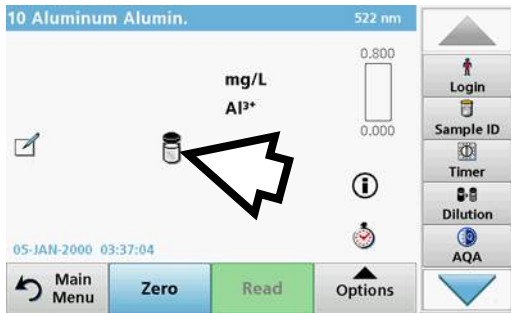 10 Aluminum Alumin.
522 nm
0.800
mg/L
Al³⁺
0.000
05-JAN-2000 03:37:04
Main
Menu
Zero
Read
Options
Login
Sample ID
Timer
Dilution
AQA